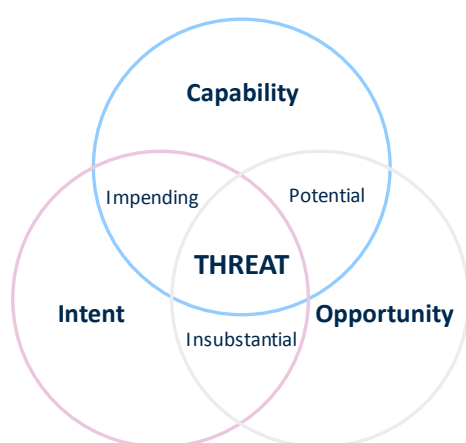 Capability
Impending
Potential
THREAT
Intent
Opportunity
Insubstantial